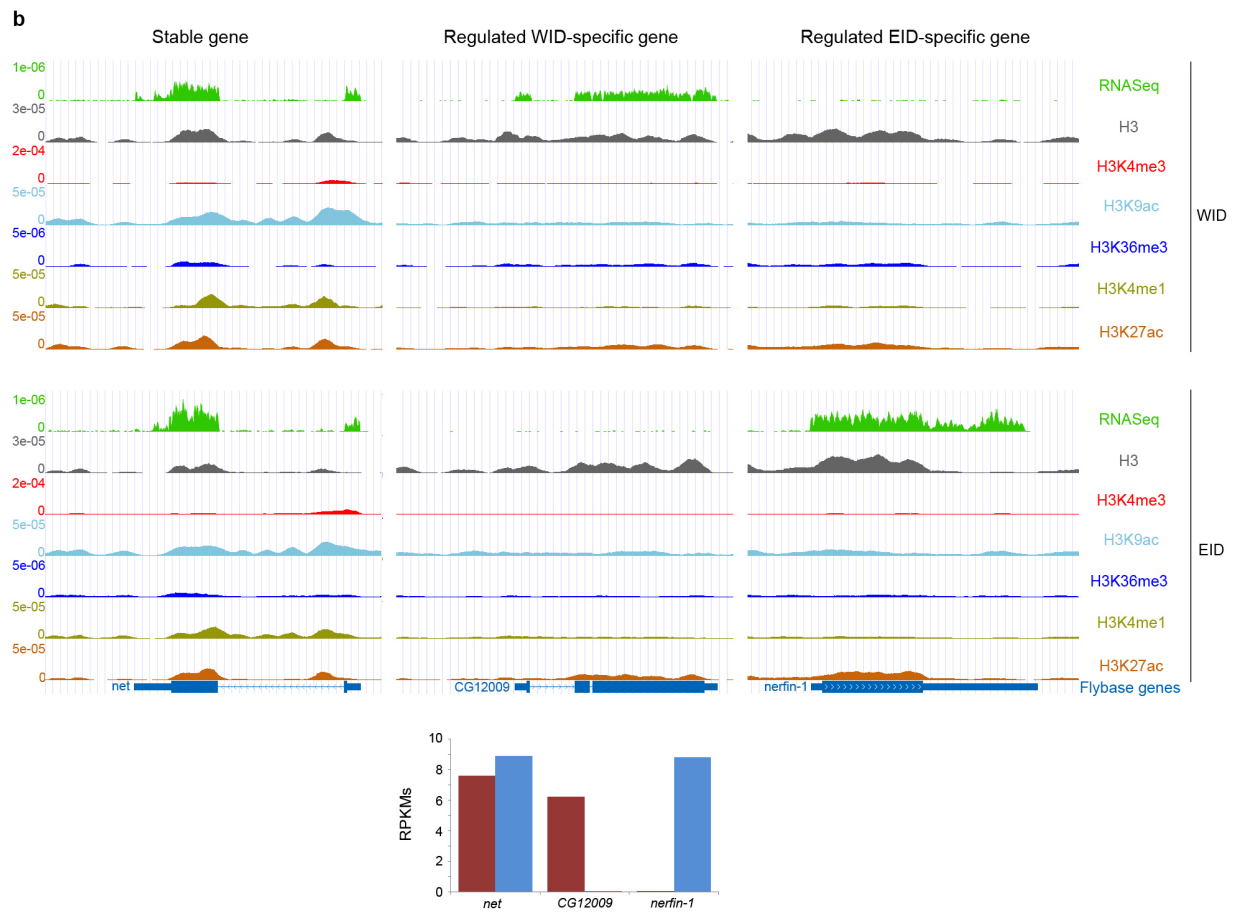 b
Stable gene
Regulated WID-specific gene
Regulated EID-specific gene
1e-06
0
RNASeq
3e-05
0
H3
2e-04
0
H3K4me3
5e-05
0
H3K9ac
5e-06
0
H3K36me3
5e-05
0
H3K4me1
5e-05
0
H3K27ac
WID
1e-06
0
RNASeq
3e-05
0
H3
2e-04
0
H3K4me3
5e-05
0
H3K9ac
5e-06
0
H3K36me3
5e-05
0
H3K4me1
5e-05
0
H3K27ac
EID
net
CG12009
nerfin-1
Flybase genes
RPKMs
10
8
6
4
2
0
net
CG12009
nerfin-1